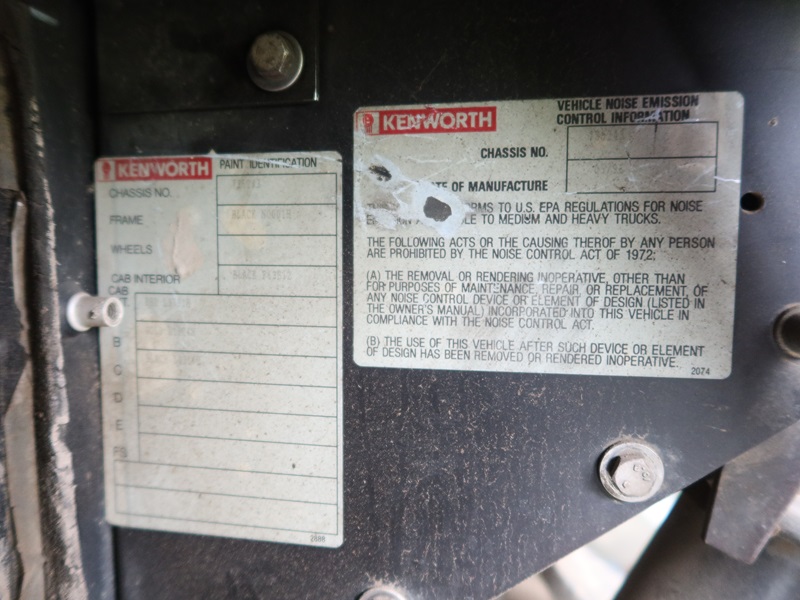 KENWORTH PAINT IDENTIFICATION
CHASSIS NO.
FRAME BLACK
WHEELS
CAB INTERIOR BLACK
CAB
B
C
D
E
FS
2886
KENWORTH
VEHICLE NOISE EMISSION
CONTROL INFORMATION
CHASSIS NO.
OF MANUFACTURE
TO U.S. EPA REGULATIONS FOR NOISE
TO MEDIUM AND HEAVY TRUCKS.
THE FOLLOWING ACTS OR THE CAUSING THEROF BY ANY PERSON
ARE PROHIBITED BY THE NOISE CONTROL ACT OF 1972:
(A) THE REMOVAL OR RENDERING INOPERATIVE, OTHER THAN
FOR PURPOSES OF MAINTENANCE, REPAIR, OR REPLACEMENT, OF
ANY NOISE CONTROL DEVICE OR ELEMENT OF DESIGN (LISTED IN
THE OWNER'S MANUAL) INCORPORATED INTO THIS VEHICLE IN
COMPLIANCE WITH THE NOISE CONTROL ACT.
(B) THE USE OF THIS VEHICLE AFTER SUCH DEVICE OR ELEMENT
OF DESIGN HAS BEEN REMOVED OR RENDERED INOPERATIVE.
2074